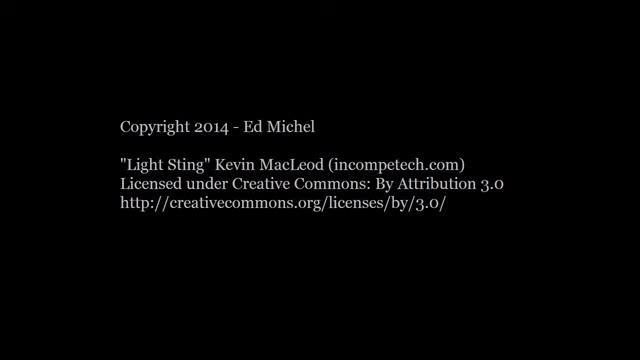 Copyright 2014 - Ed Michel
"Light Sting" Kevin MacLeod (incompetech.com)
Licensed under Creative Commons: By Attribution 3.0
http://creativecommons.org/licenses/by/3.0/